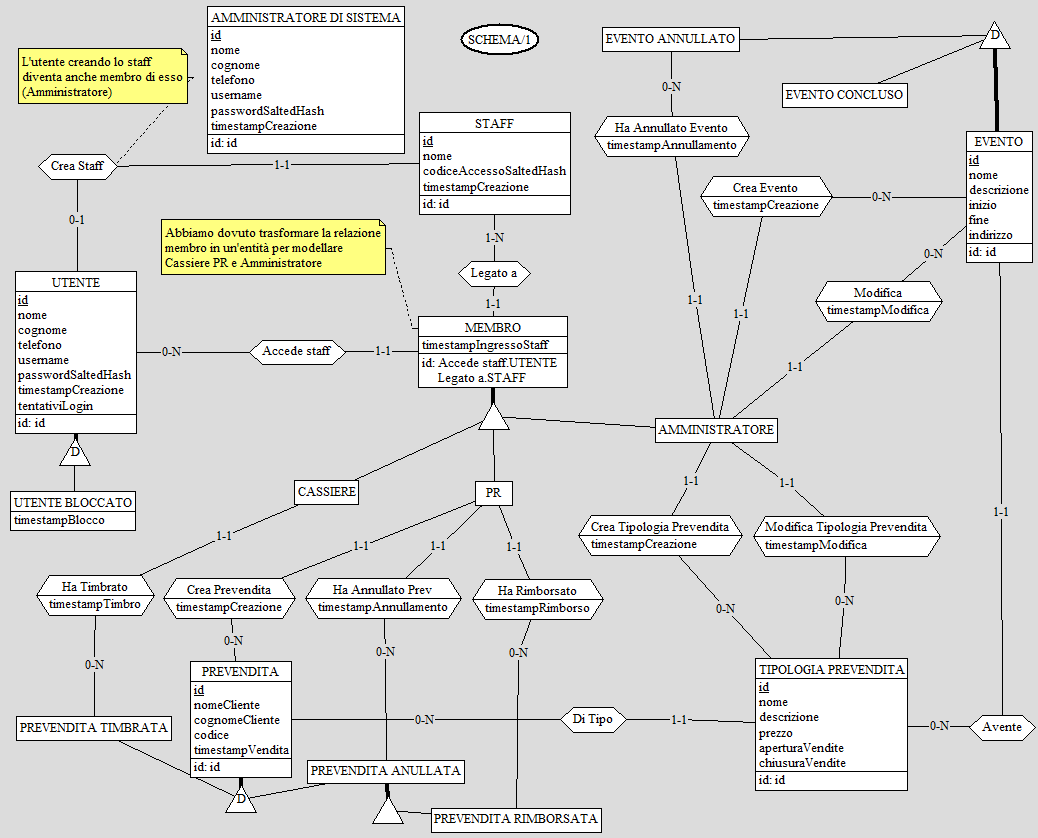 AMMINISTRATORE DI SISTEMA
id
nome
cognome
telefono
username
passwordSaltedHash
timestampCreazione
id: id
SCHEMA/1
EVENTO ANNULLATO
D
EVENTO CONCLUSO
L'utente creando lo staff
diventa anche membro di esso
(Amministratore)
0-N
Ha Annullato Evento
timestampAnnullamento
STAFF
id
nome
codiceAccessoSaltedHash
timestampCreazione
id: id
EVENTO
id
nome
descrizione
inizio
fine
indirizzo
id: id
Crea Staff
1-1
Crea Evento
timestampCreazione
0-N
0-1
Abbiamo dovuto trasformare la relazione
membro in un'entità per modellare
Cassiere PR e Amministratore
1-N
Legato a
1-1
0-N
Modifica
timestampModifica
1-1
1-1
1-1
UTENTE
id
nome
cognome
telefono
username
passwordSaltedHash
timestampCreazione
tentativiLogin
id: id
0-N
Accede staff
1-1
MEMBRO
timestampIngressoStaff
id: Accede staff.UTENTE
Legato a.STAFF
AMMINISTRATORE
D
UTENTE BLOCCATO
timestampBlocco
CASSIERE
PR
1-1
1-1
1-1
Crea Tipologia Prevendita
timestampCreazione
Modifica Tipologia Prevendita
timestampModifica
1-1
1-1
1-1
1-1
Ha Timbrato
timestampTimbro
Crea Prevendita
timestampCreazione
Ha Annullato Prev
timestampAnnullamento
Ha Rimborsato
timestampRimborso
0-N
0-N
0-N
0-N
0-N
0-N
PREVENDITA
id
nomeCliente
cognomeCliente
codice
timestampVendita
id: id
TIPOLOGIA PREVENDITA
id
nome
descrizione
prezzo
aperturaVendite
chiusuraVendite
id: id
PREVENDITA TIMBRATA
0-N
Di Tipo
1-1
0-N
Avente
D
PREVENDITA ANULLATA
PREVENDITA RIMBORSATA